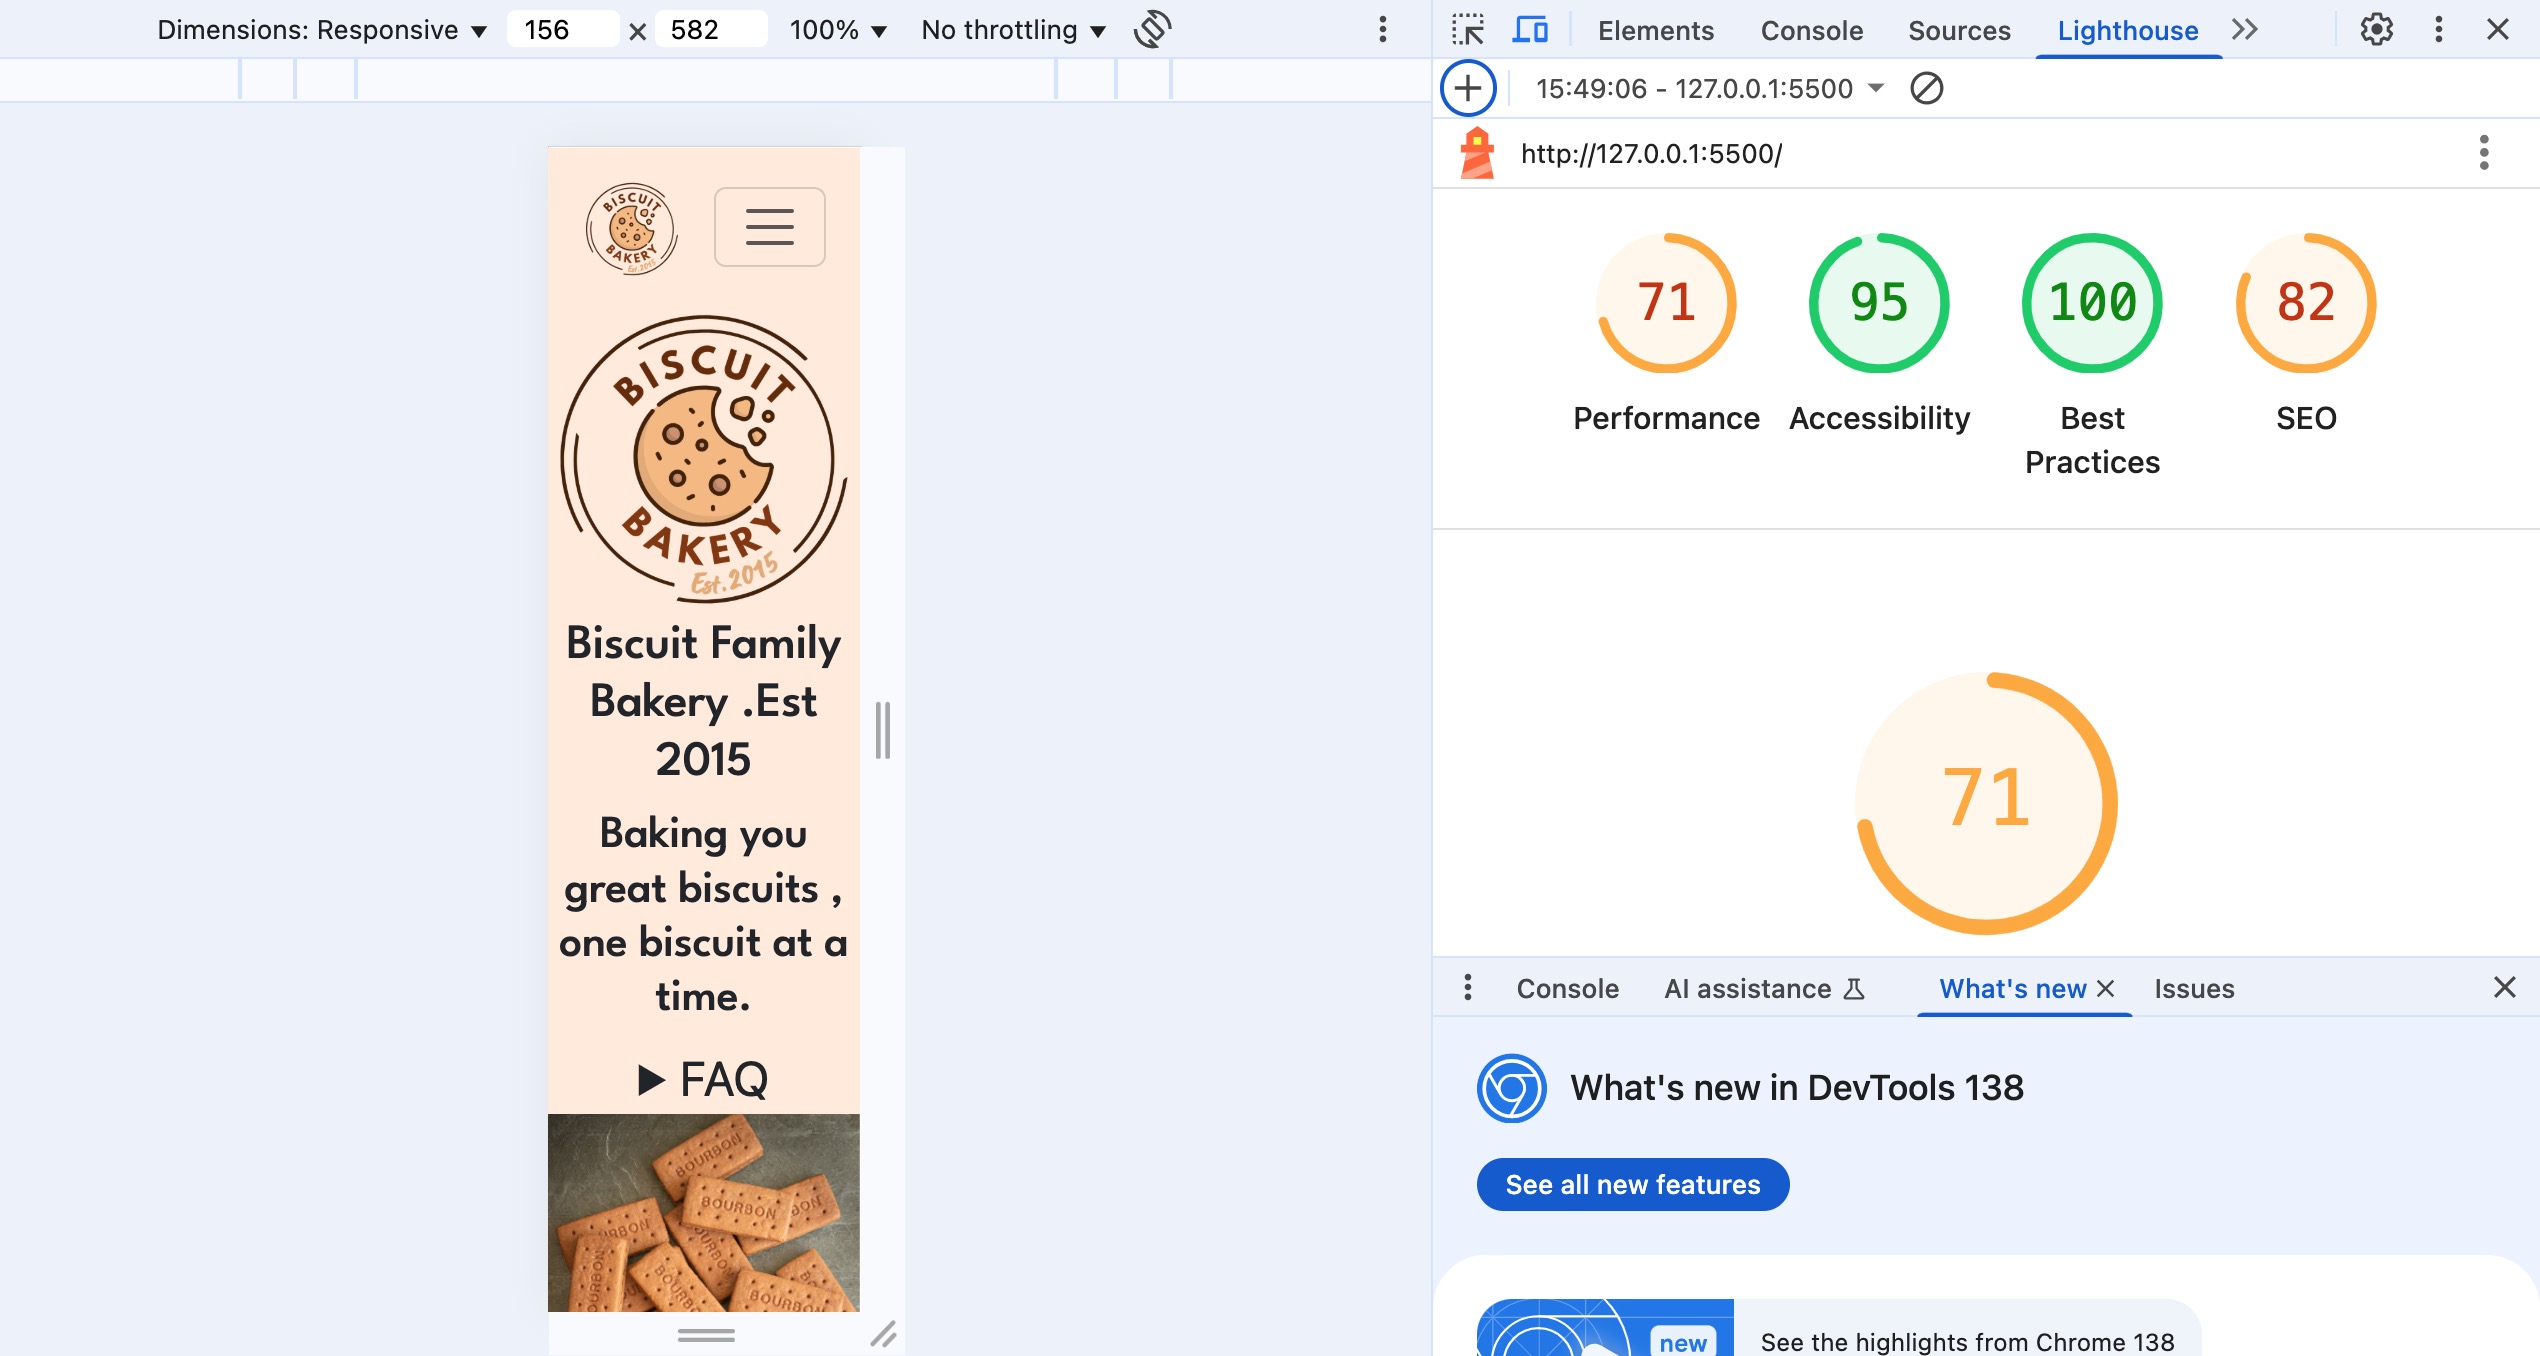 Dimensions: Responsive 156 × 582 100% No throttling
BISCUIT
BAKERY
Est.2015
BISCUIT
BAKERY
Est.2015
Biscuit Family
Bakery .Est
2015
Baking you
great biscuits ,
one biscuit at a
time.
FAQ
BOURBON
BOURBON
BOURBON
Elements Console Sources Lighthouse
15:49:06 - 127.0.0.1:5500
http://127.0.0.1:5500/
71 95 100 82
Performance Accessibility Best Practices SEO
71
Console AI assistance What's new Issues
What's new in DevTools 138
See all new features
new
See the highlights from Chrome 138